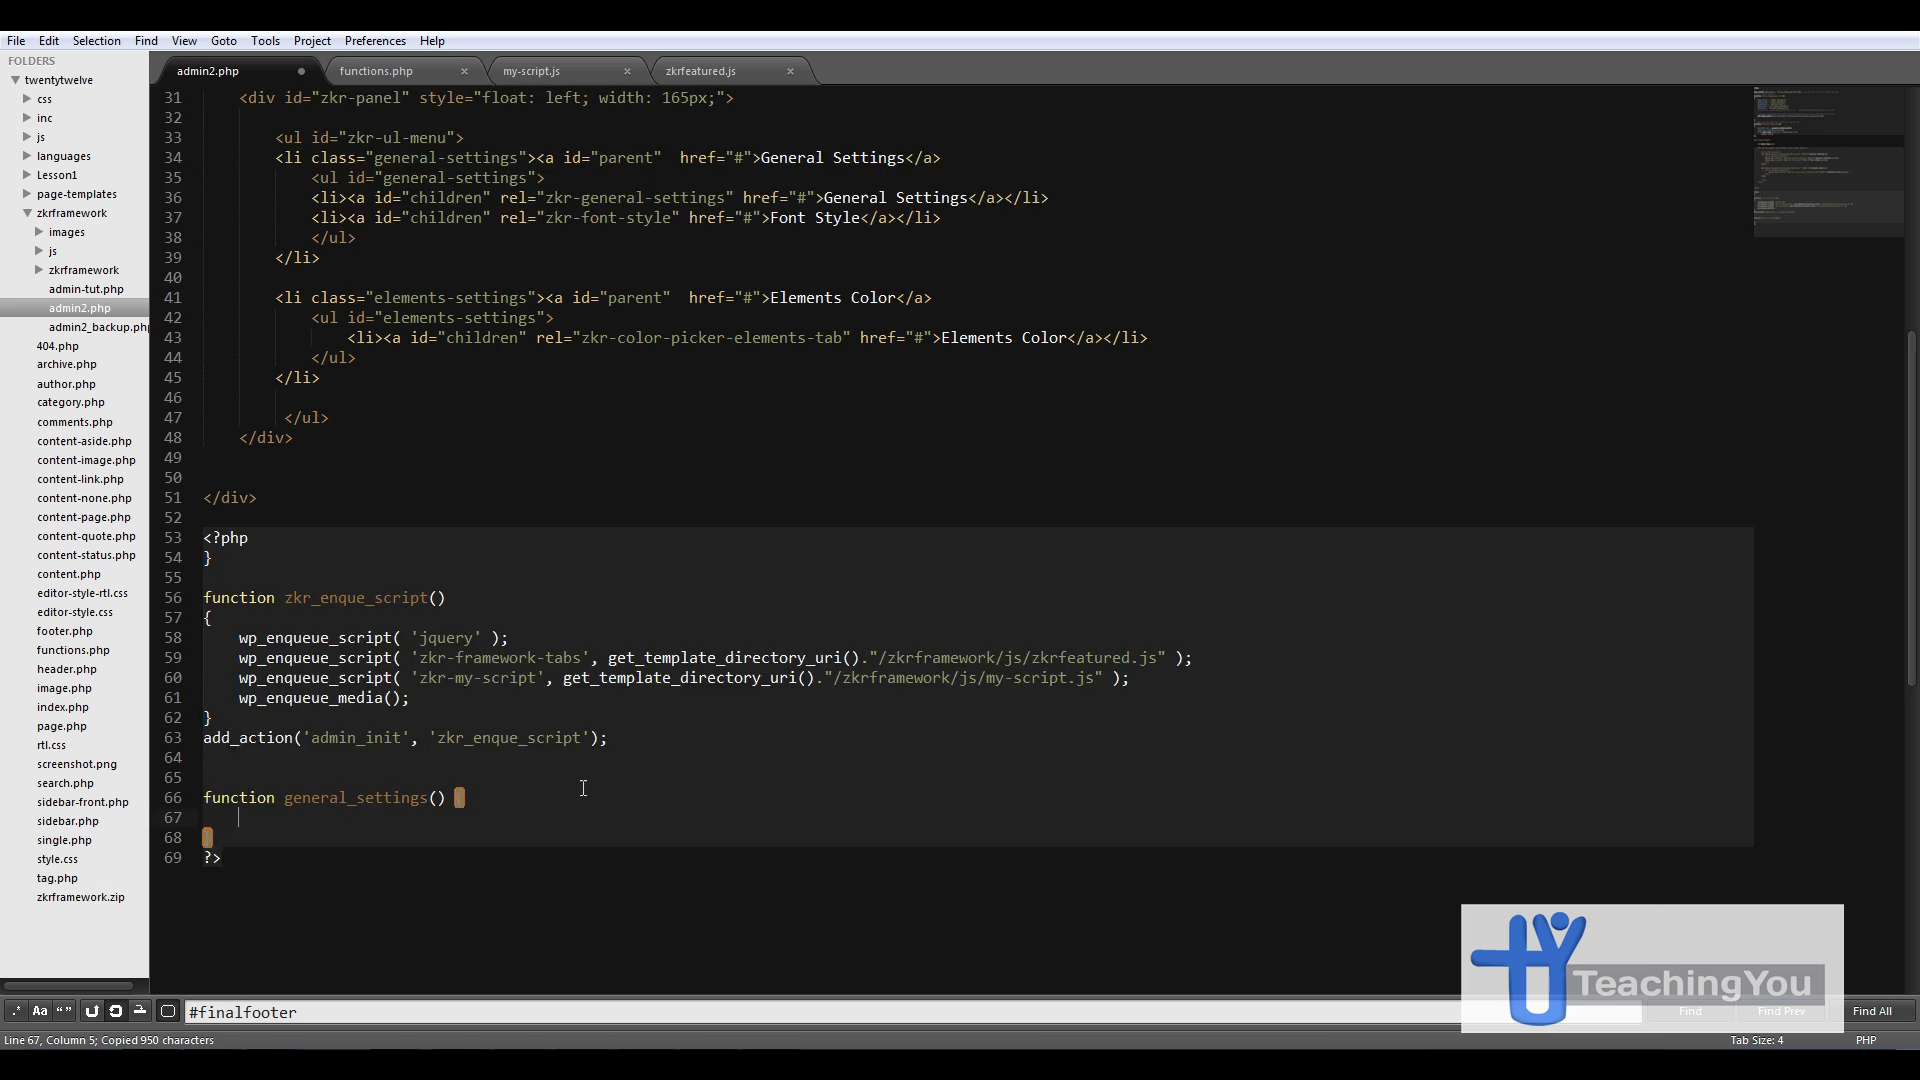 File Edit Selection Find View Goto Tools Project Preferences Help
FOLDERS
twentytwelve
css
inc
js
languages
Lesson1
page-templates
zkrframework
images
js
zkrframework
admin-tut.php
admin2.php
admin2_backup.php
404.php
archive.php
author.php
category.php
comments.php
content-aside.php
content-image.php
content-link.php
content-none.php
content-page.php
content-quote.php
content-status.php
content.php
editor-style-rtl.css
editor-style.css
footer.php
functions.php
header.php
image.php
index.php
page.php
rtl.css
screenshot.png
search.php
sidebar-front.php
sidebar.php
single.php
style.css
tag.php
zkrframework.zip
admin2.php functions.php my-script.js zkrfeatured.js
31 <div id="zkr-panel" style="float: left; width: 165px;">
32
33 <ul id="zkr-ul-menu">
34 <li class="general-settings"><a id="parent"  href="#">General Settings</a>
35 <ul id="general-settings">
36 <li><a id="children" rel="zkr-general-settings" href="#">General Settings</a></li>
37 <li><a id="children" rel="zkr-font-style" href="#">Font Style</a></li>
38 </ul>
39 </li>
40
41 <li class="elements-settings"><a id="parent"  href="#">Elements Color</a>
42 <ul id="elements-settings">
43 <li><a id="children" rel="zkr-color-picker-elements-tab" href="#">Elements Color</a></li>
44 </ul>
45 </li>
46
47 </ul>
48 </div>
49
50
51 </div>
52
53 <?php
54 }
55
56 function zkr_enque_script()
57 {
58 wp_enqueue_script( 'jquery' );
59 wp_enqueue_script( 'zkr-framework-tabs', get_template_directory_uri()."/zkrframework/js/zkrfeatured.js" );
60 wp_enqueue_script( 'zkr-my-script', get_template_directory_uri()."/zkrframework/js/my-script.js" );
61 wp_enqueue_media();
62 }
63 add_action('admin_init', 'zkr_enque_script');
64
65
66 function general_settings() {
67
68 }
69 ?>
TeachingYou
.* Aa “” #finalfooter Find Find Prev Find All
Line 67, Column 5; Copied 950 characters Tab Size: 4 PHP